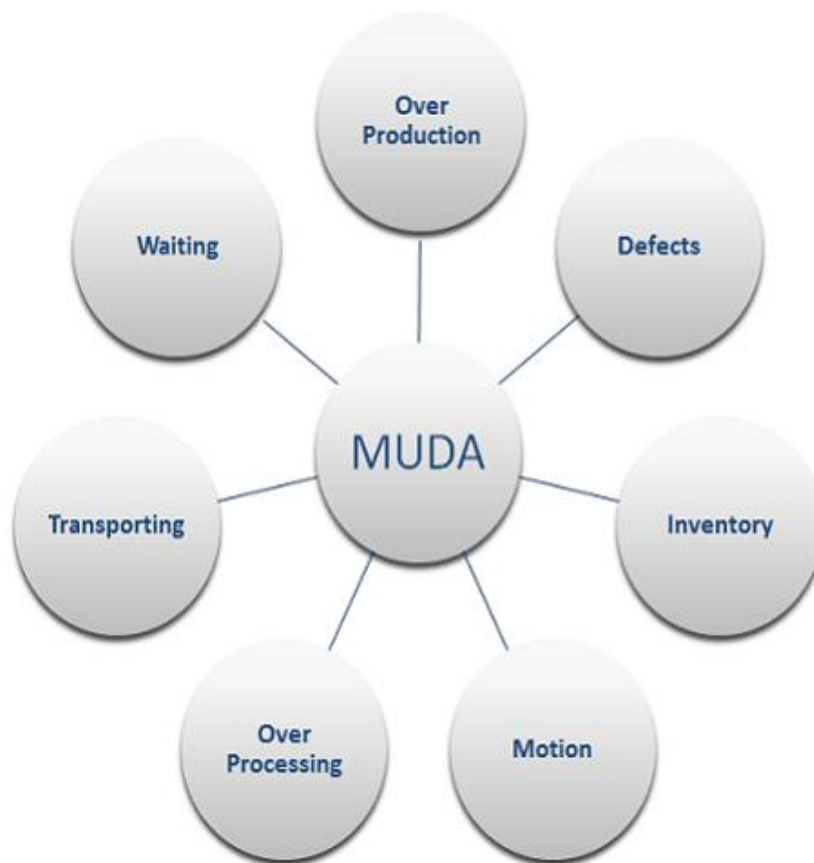 Over
Production
Waiting
Defects
MUDA
Transporting
Inventory
Over
Processing
Motion